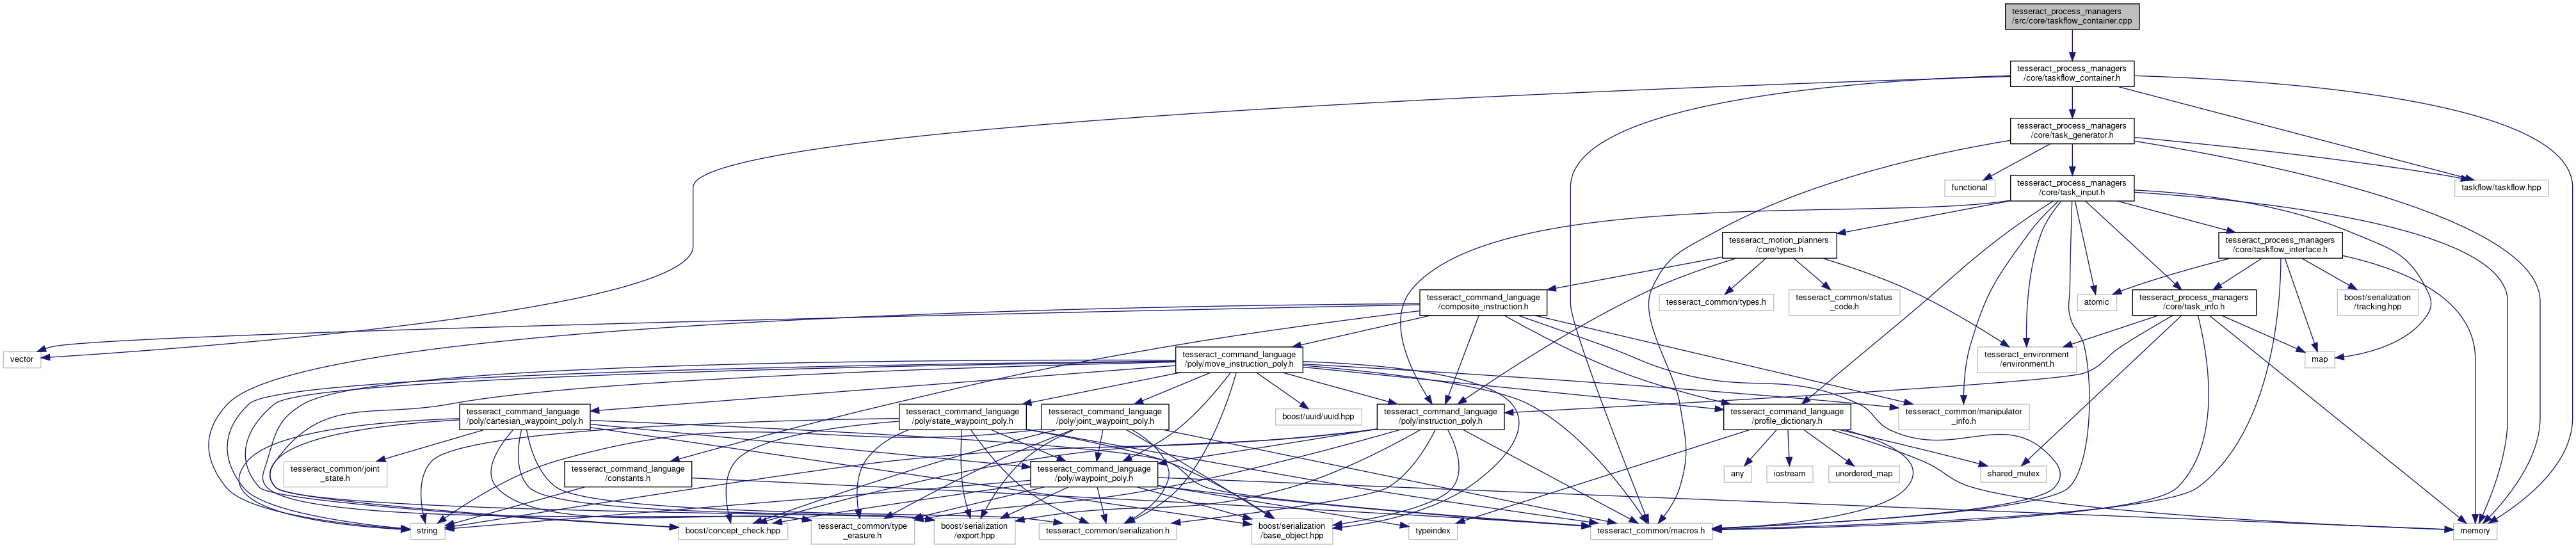 tesseract_process_managers
/src/core/taskflow_container.cpp
tesseract_process_managers
/core/taskflow_container.h
tesseract_process_managers
/core/task_generator.h
functional
tesseract_process_managers
/core/task_input.h
taskflow/taskflow.hpp
tesseract_motion_planners
/core/types.h
tesseract_process_managers
/core/taskflow_interface.h
tesseract_command_language
/composite_instruction.h
tesseract_common/types.h
tesseract_common/status
_code.h
atomic
tesseract_process_managers
/core/task_info.h
boost/serialization
/tracking.hpp
vector
tesseract_command_language
/poly/move_instruction_poly.h
tesseract_environment
/environment.h
map
tesseract_command_language
/poly/cartesian_waypoint_poly.h
tesseract_command_language
/poly/state_waypoint_poly.h
tesseract_command_language
/poly/joint_waypoint_poly.h
boost/uuid/uuid.hpp
tesseract_command_language
/poly/instruction_poly.h
tesseract_command_language
/profile_dictionary.h
tesseract_common/manipulator
_info.h
tesseract_common/joint
_state.h
tesseract_command_language
/constants.h
tesseract_command_language
/poly/waypoint_poly.h
any
iostream
unordered_map
shared_mutex
string
boost/concept_check.hpp
tesseract_common/type
_erasure.h
boost/serialization
/export.hpp
tesseract_common/serialization.h
boost/serialization
/base_object.hpp
typeindex
tesseract_common/macros.h
memory